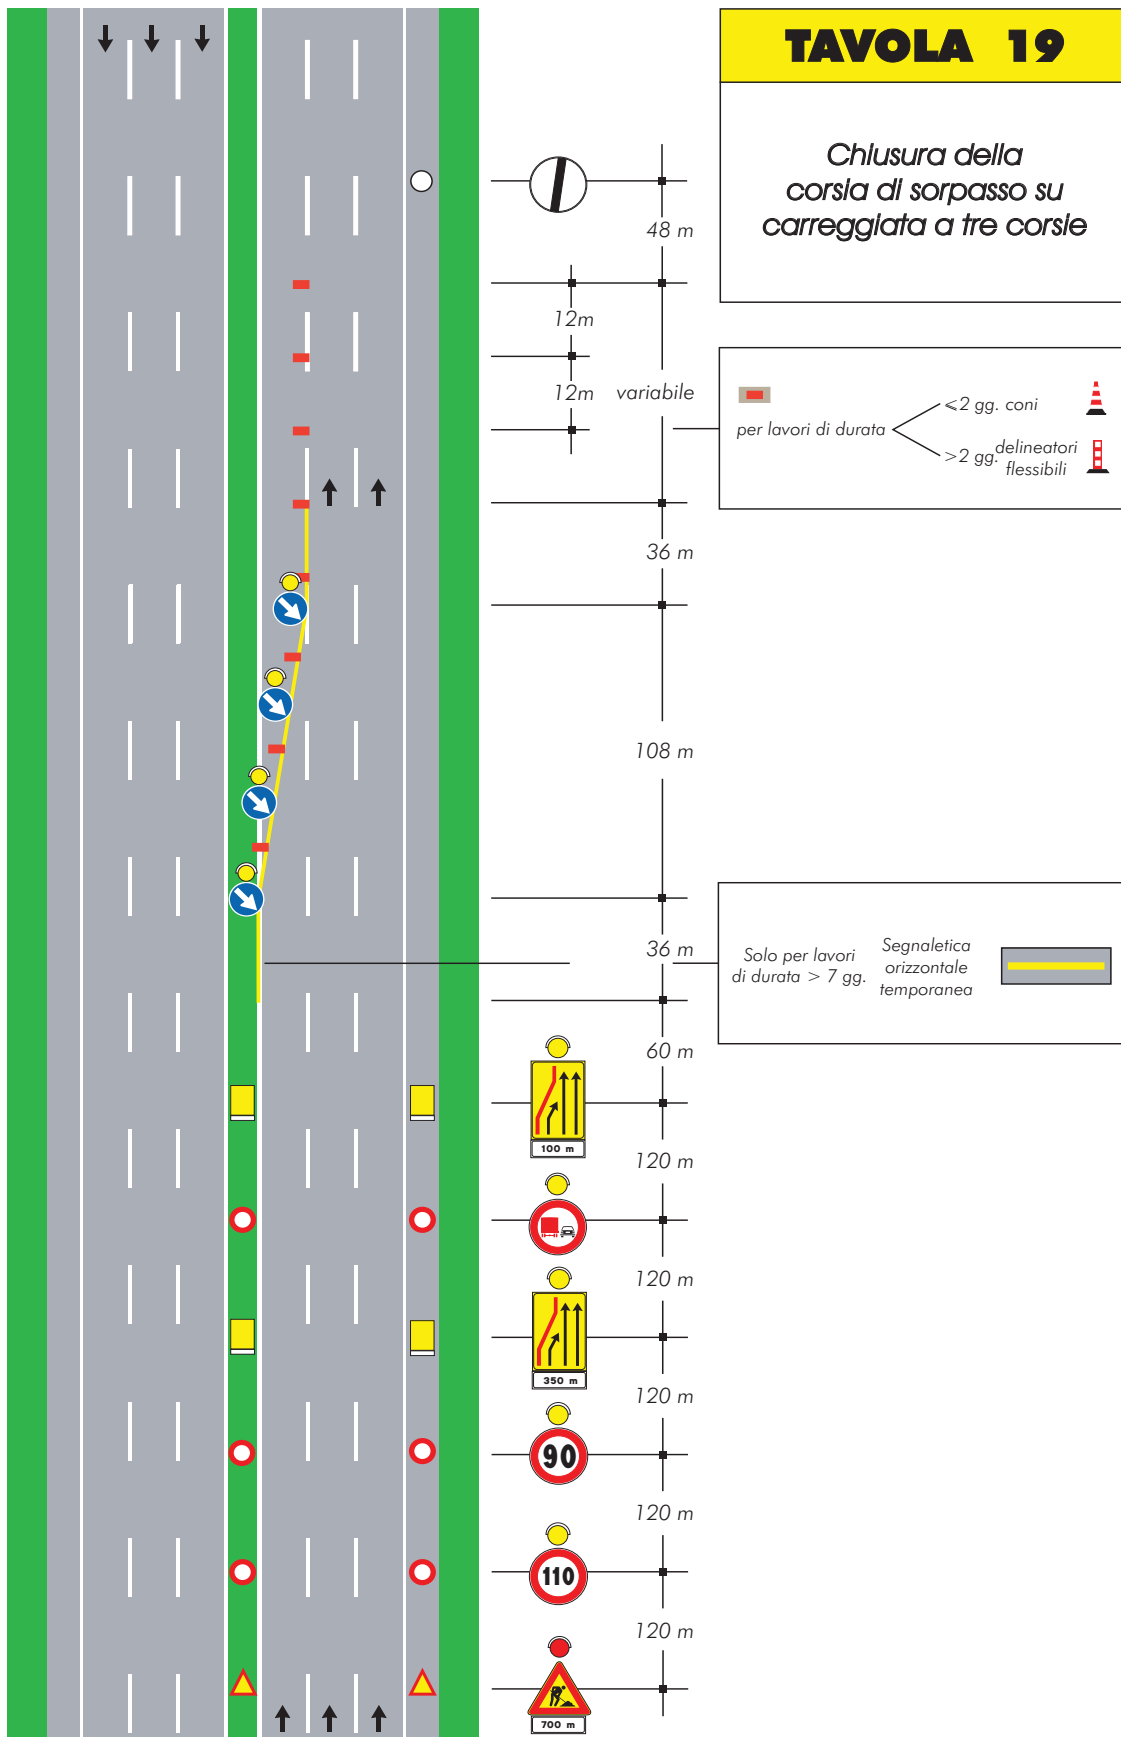 TAVOLA 19
Chiusura della
corsia di sorpasso su
carreggiata a tre corsie
48 m
12m
12m
variabile
per lavori di durata
≤2 gg. coni
>2 gg. delineatori
flessibili
36 m
108 m
36 m
Solo per lavori
di durata > 7 gg.
Segnaletica
orizzontale
temporanea
60 m
100 m
120 m
120 m
350 m
120 m
90
120 m
110
120 m
700 m